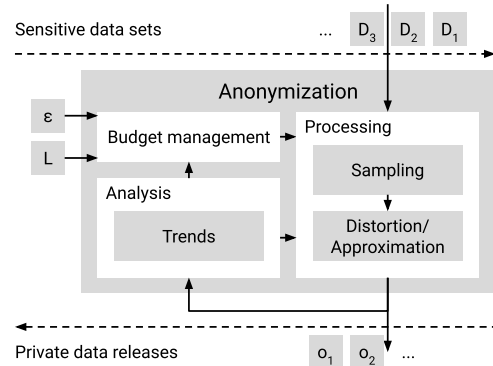 Sensitive data sets ... D3 D2 D1
Anonymization
ε
Budget management
L
Processing
Sampling
Distortion/
Approximation
Analysis
Trends
Private data releases o1 o2 ...